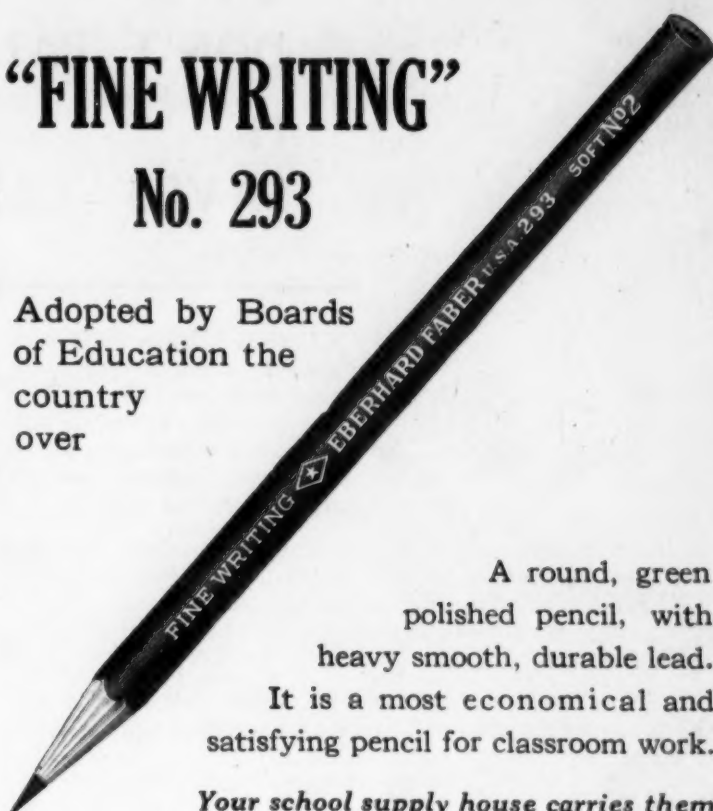 “FINE WRITING”
No. 293
Adopted by Boards
of Education the
country
over
FINE WRITING EBERHARD FABER U.S.A. 293 SOFT Nº2
A round, green
polished pencil, with
heavy smooth, durable lead.
It is a most economical and
satisfying pencil for classroom work.
Your school supply house carries them